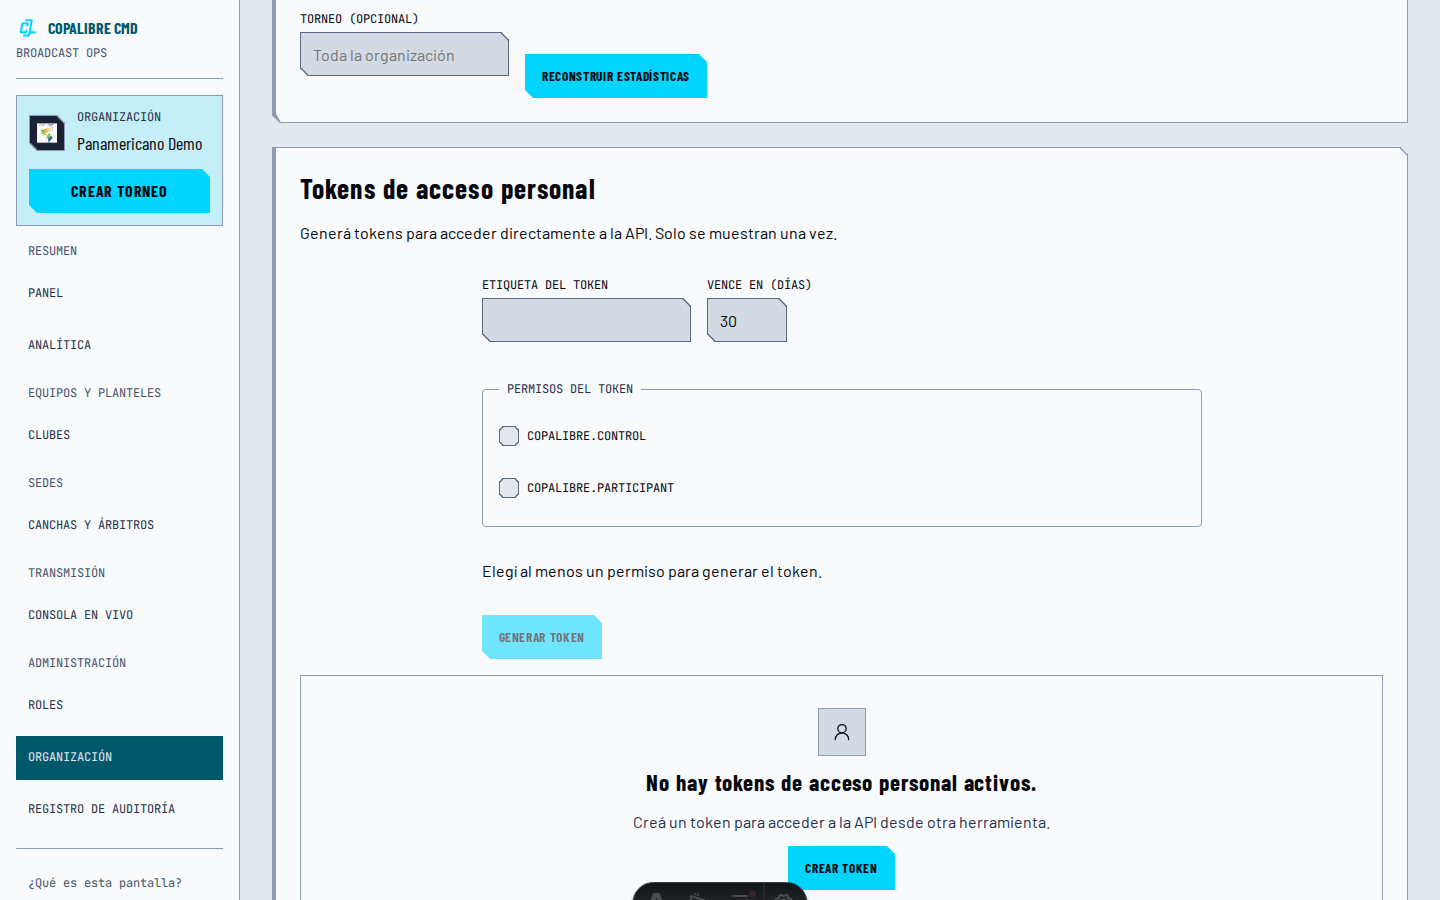 COPALIBRE CMD
BROADCAST OPS
ORGANIZACIÓN
Panamericano Demo
CREAR TORNEO
RESUMEN
PANEL
ANALÍTICA
EQUIPOS Y PLANTELES
CLUBES
SEDES
CANCHAS Y ÁRBITROS
TRANSMISIÓN
CONSOLA EN VIVO
ADMINISTRACIÓN
ROLES
ORGANIZACIÓN
REGISTRO DE AUDITORÍA
¿Qué es esta pantalla?
TORNEO (OPCIONAL)
Toda la organización
RECONSTRUIR ESTADÍSTICAS
Tokens de acceso personal
Generá tokens para acceder directamente a la API. Solo se muestran una vez.
ETIQUETA DEL TOKEN
VENCE EN (DÍAS)
30
PERMISOS DEL TOKEN
COPALIBRE.CONTROL
COPALIBRE.PARTICIPANT
Elegí al menos un permiso para generar el token.
GENERAR TOKEN
No hay tokens de acceso personal activos.
Creá un token para acceder a la API desde otra herramienta.
CREAR TOKEN